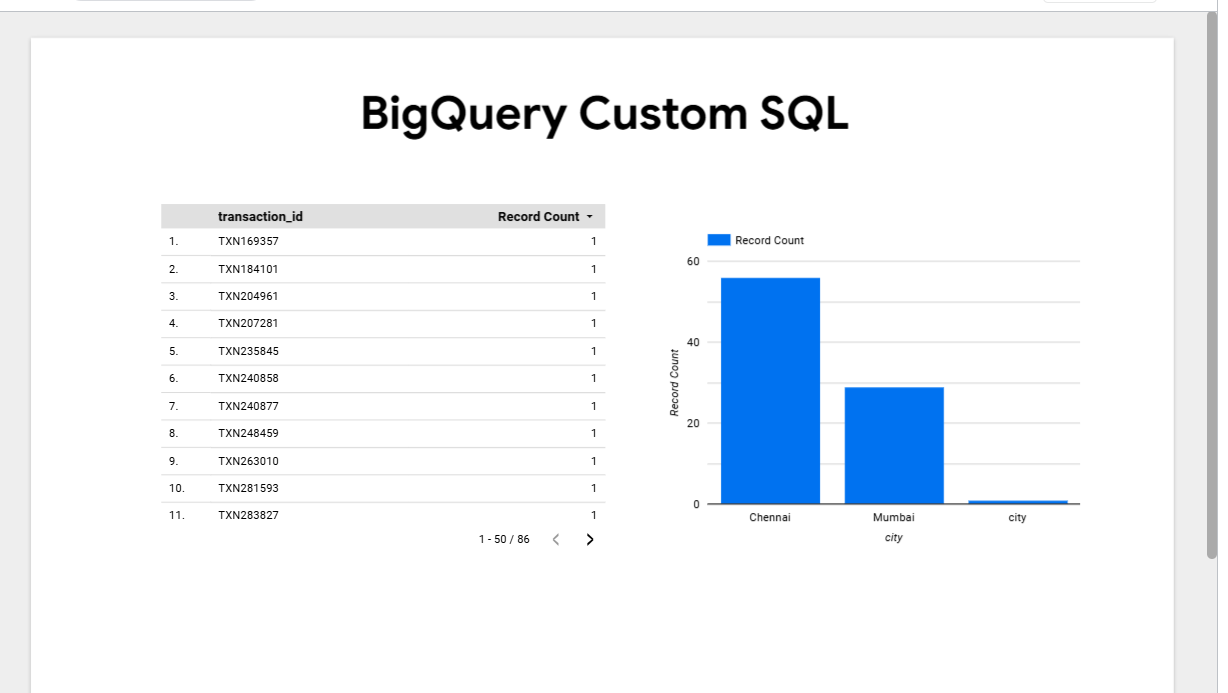 BigQuery Custom SQL
transaction_id Record Count
1. TXN169357 1
2. TXN184101 1
3. TXN204961 1
4. TXN207281 1
5. TXN235845 1
6. TXN240858 1
7. TXN240877 1
8. TXN248459 1
9. TXN263010 1
10. TXN281593 1
11. TXN283827 1
1 - 50 / 86
Record Count
60
40
20
0
Record Count
Chennai Mumbai city
city